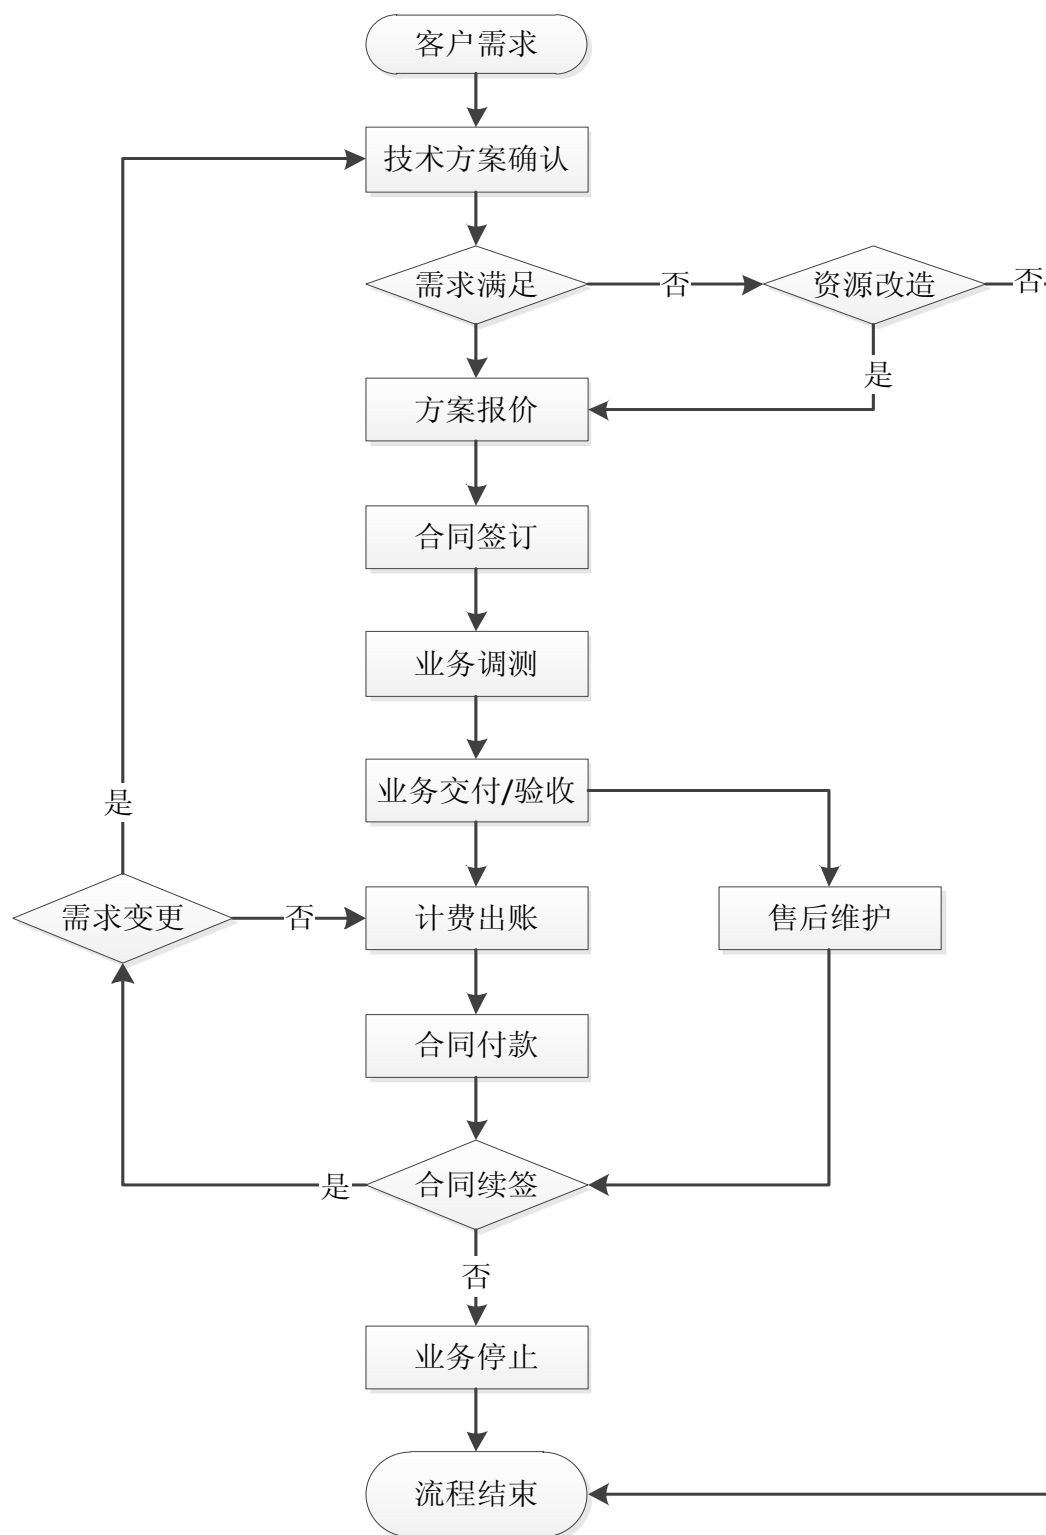 客户需求
技术方案确认
需求满足
否
资源改造
否
是
方案报价
合同签订
业务调测
业务交付/验收
是
需求变更
否
计费出账
售后维护
合同付款
是
合同续签
否
业务停止
流程结束